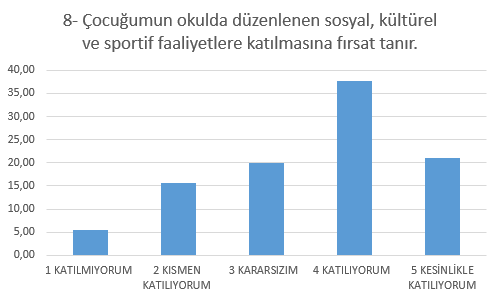 8- Çocuğumun okulda düzenlenen sosyal, kültürel
ve sportif faaliyetlere katılmasına fırsat tanır.
40,00
35,00
30,00
25,00
20,00
15,00
10,00
5,00
0,00
1 KATILMIYORUM
2 KISMEN
KATILIYORUM
3 KARARSIZIM
4 KATILIYORUM
5 KESİNLİKLE
KATILIYORUM